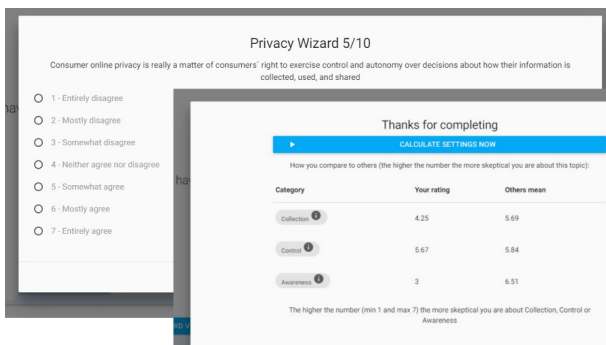 Privacy Wizard 5/10
Consumer online privacy is really a matter of consumers´ right to exercise control and autonomy over decisions about how their information is
collected, used, and shared
1 - Entirely disagree
2 - Mostly disagree
3 - Somewhat disagree
4 - Neither agree nor disagree
5 - Somewhat agree
6 - Mostly agree
7 - Entirely agree
Thanks for completing
CALCULATE SETTINGS NOW
How you compare to others (the higher the number the more skeptical you are about this topic):
Category Your rating Others mean
Collection 4.25 5.69
Control 5.67 5.84
Awareness 3 6.51
The higher the number (min 1 and max 7) the more skeptical you are about Collection, Control or
Awareness